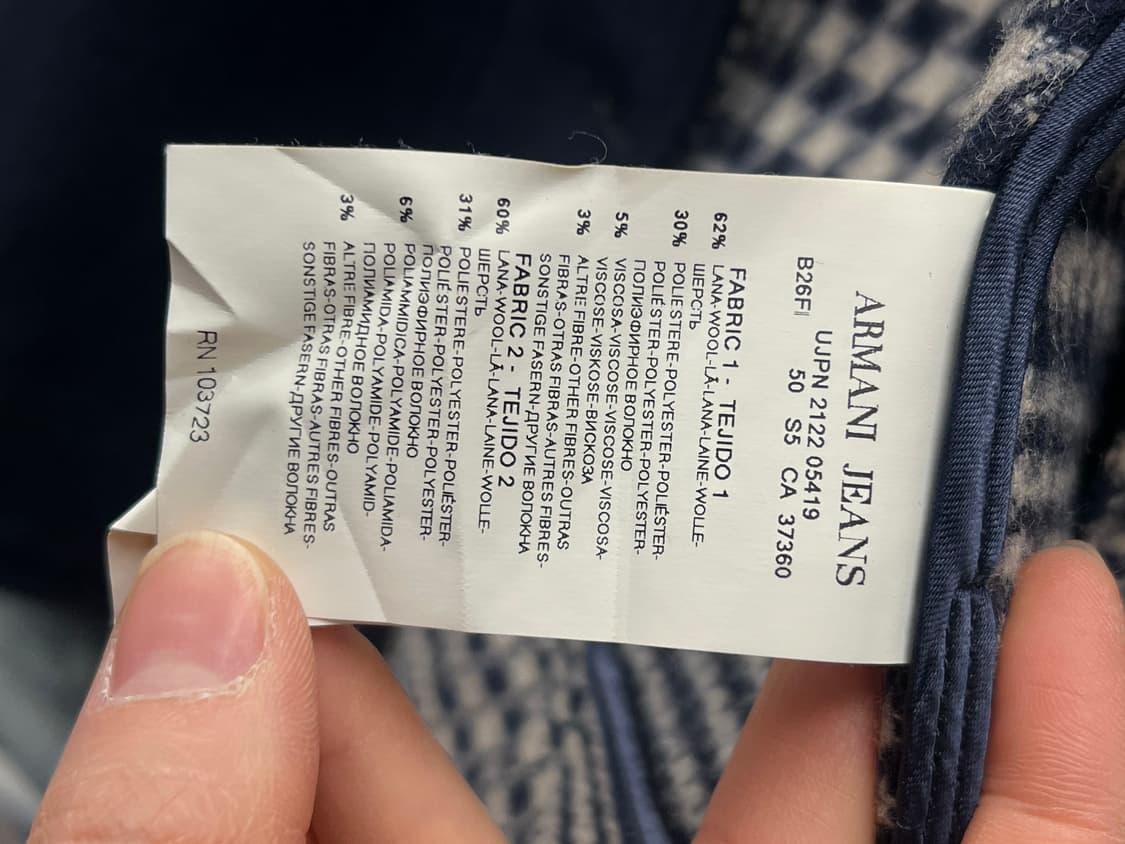 ARMANI JEANS
UJPN 2122 05419
B26FI 50 S5 CA 37360
FABRIC 1 - TEJIDO 1
62% LANA-WOOL-LÃ-LANA-LAINE-WOLLE-
ШЕРСТЬ
30% POLIESTERE-POLYESTER-POLIÉSTER-
POLIÉSTER-POLYESTER-POLYESTER-
ПОЛИЭФИРНОЕ ВОЛОКНО
5% VISCOSA-VISCOSE-VISCOSE-VISCOSA-
VISCOSE-VISKOSE-ВИСКОЗА
3% ALTRE FIBRE-OTHER FIBRES-OUTRAS
FIBRAS-OTRAS FIBRAS-AUTRES FIBRES-
SONSTIGE FASERN-ДРУГИЕ ВОЛОКНА
FABRIC 2 - TEJIDO 2
60% LANA-WOOL-LÃ-LANA-LAINE-WOLLE-
ШЕРСТЬ
31% POLIESTERE-POLYESTER-POLIÉSTER-
POLIÉSTER-POLYESTER-POLYESTER-
ПОЛИЭФИРНОЕ ВОЛОКНО
6% POLIAMMIDICA-POLYAMIDE-POLIAMIDA-
POLIAMIDA-POLYAMIDE-POLYAMID-
ПОЛИАМИДНОЕ ВОЛОКНО
3% ALTRE FIBRE-OTHER FIBRES-OUTRAS
FIBRAS-OTRAS FIBRAS-AUTRES FIBRES-
SONSTIGE FASERN-ДРУГИЕ ВОЛОКНА
RN 103723